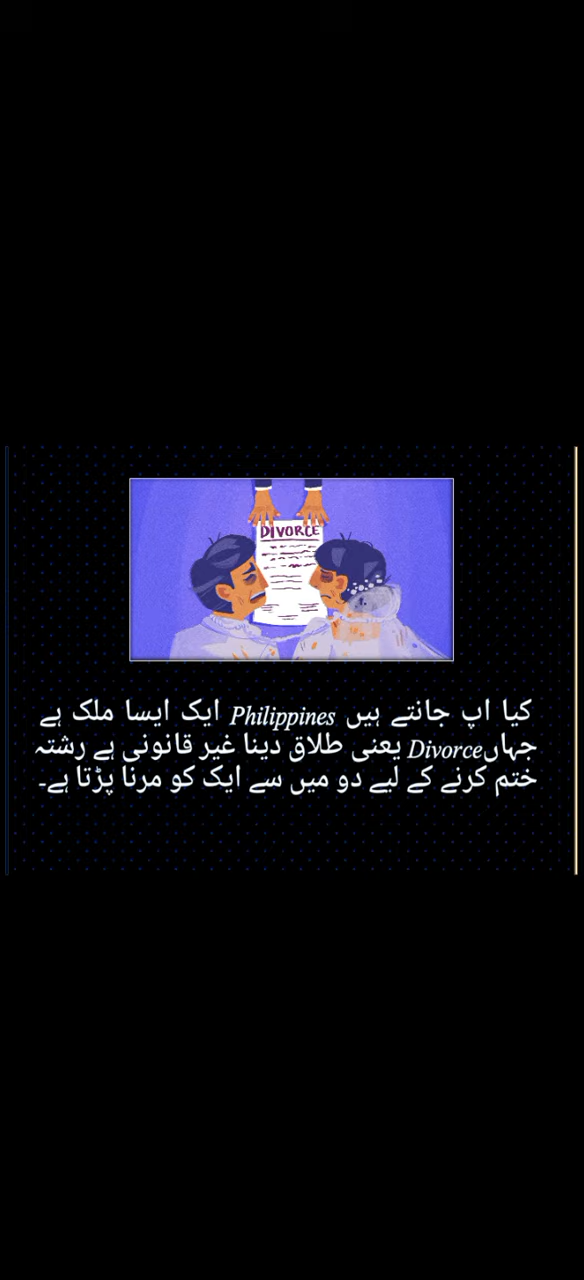 DIVORCE
کیا اپ جانتے ہیں Philippines ایک ایسا ملک ہے
جہاںDivorce یعنی طلاق دینا غیر قانونی ہے رشتہ
ختم کرنے کے لیے دو میں سے ایک کو مرنا پڑتا ہے۔